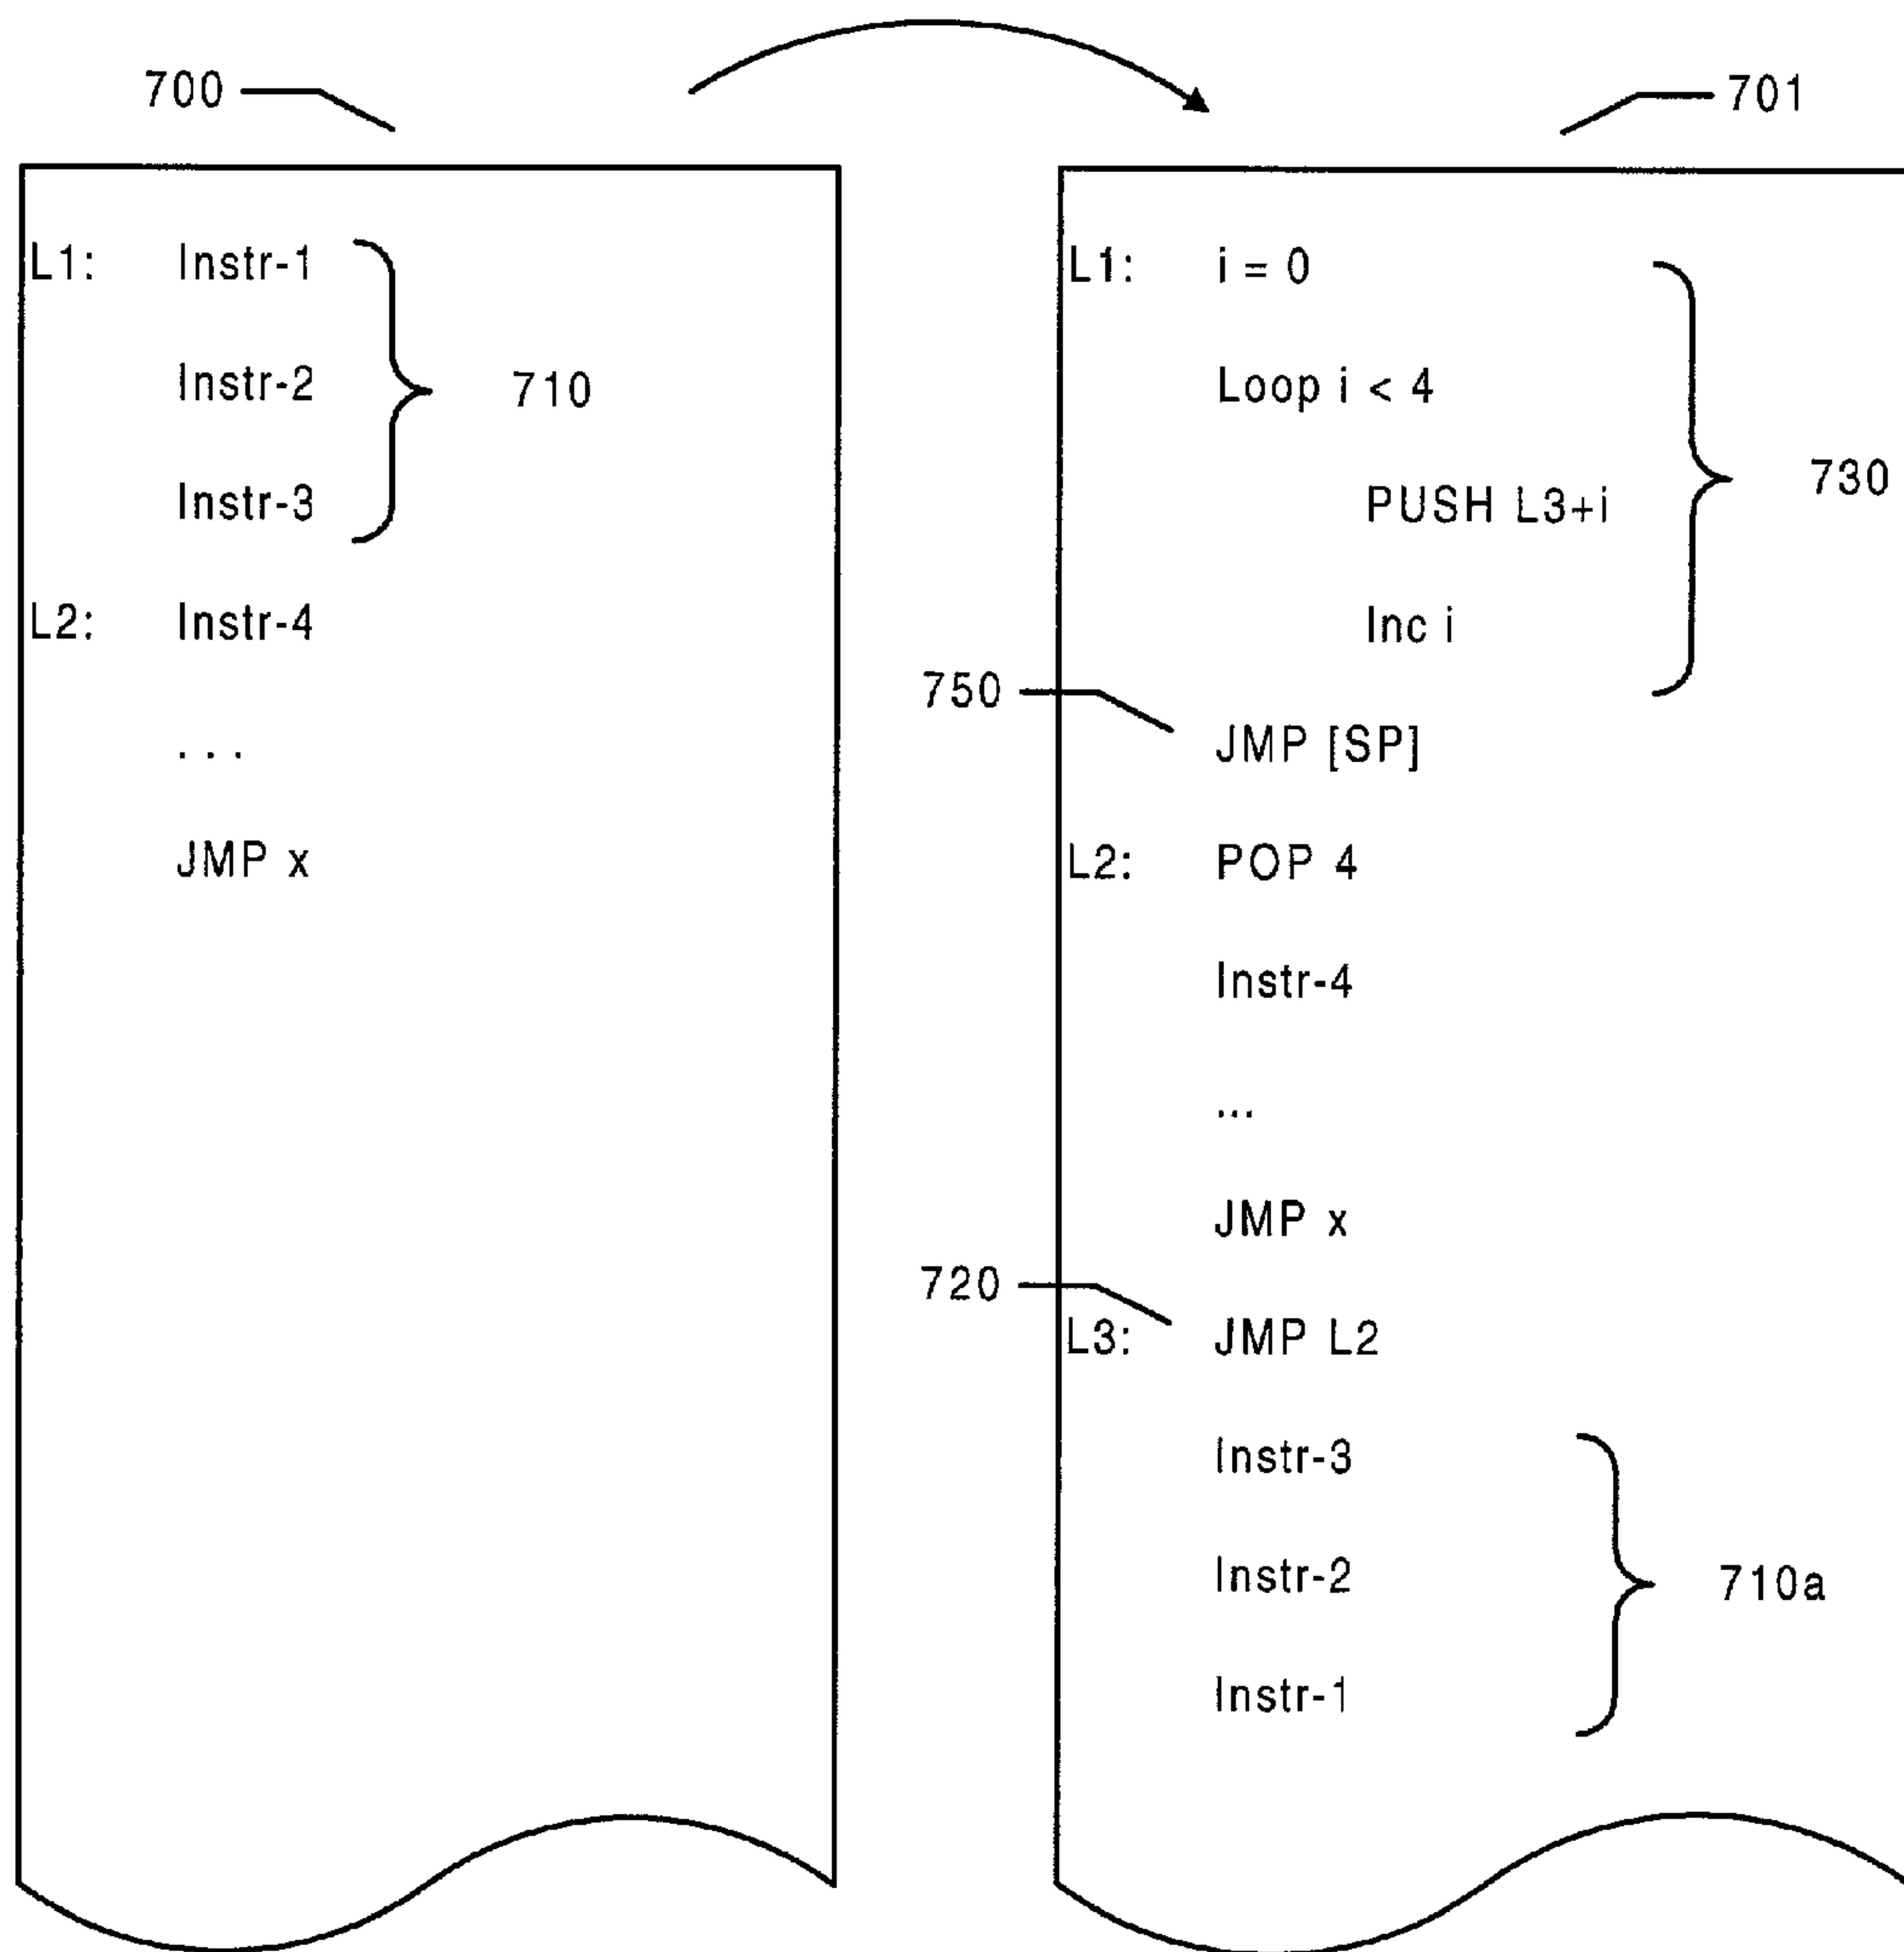 700
701
L1: Instr-1
Instr-2
710
Instr-3
L2: Instr-4
. . .
JMP x
L1: i = 0
Loop i < 4
PUSH L3+i
730
Inc i
750
JMP [SP]
L2: POP 4
Instr-4
...
JMP x
720
L3: JMP L2
Instr-3
Instr-2
710a
Instr-1